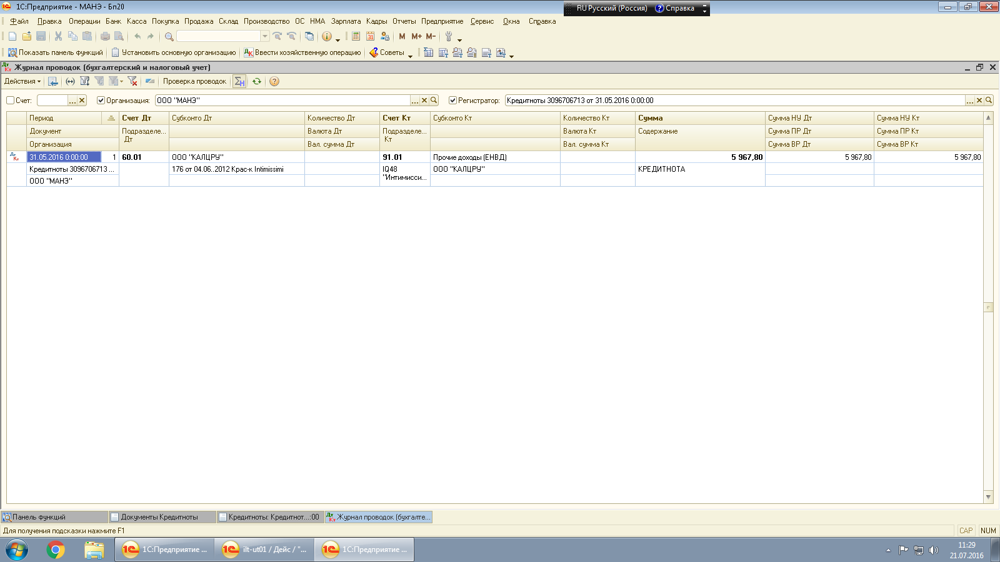 1С:Предприятие - МАНЭ - Бп20
RU Русский (Россия) Справка
Файл Правка Операции Банк Касса Покупка Продажа Склад Производство ОС НМА Зарплата Кадры Отчеты Предприятие Сервис Окна Справка
M M+ M-
Показать панель функций Установить основную организацию Ввести хозяйственную операцию Советы
Журнал проводок (бухгалтерский и налоговый учет)
Действия Проверка проводок
Счет: ... Организация: ООО "МАНЭ" ... Регистратор: Кредитноты 3096706713 от 31.05.2016 0:00:00 ...
Период Счет Дт Субконто Дт Количество Дт Счет Кт Субконто Кт Количество Кт Сумма Сумма НУ Дт Сумма НУ Кт
Документ Подразделе... Дт Валюта Дт Подразделе... Кт Валюта Кт Содержание Сумма ПР Дт Сумма ПР Кт
Организация Вал. сумма Дт Вал. сумма Кт Сумма ВР Дт Сумма ВР Кт
31.05.2016 0:00:00 1 60.01 ООО "КАЛЦРУ" 91.01 Прочие доходы (ЕНВД) 5 967,80 5 967,80 5 967,80
Кредитноты 3096706713 ... 176 от 04.06..2012 Крас-к Intimissimi IQ48 "Интимисси... ООО "КАЛЦРУ" КРЕДИТНОТА
ООО "МАНЭ"
Панель функций Документы Кредитноты Кредитноты: Кредитнот...:00 Журнал проводок (бухгалте...
Для получения подсказки нажмите F1 CAP NUM
1С:Предприятие ... ilt-ut01 / Дейс / "... 1С:Предприятие ... 11:29
21.07.2016